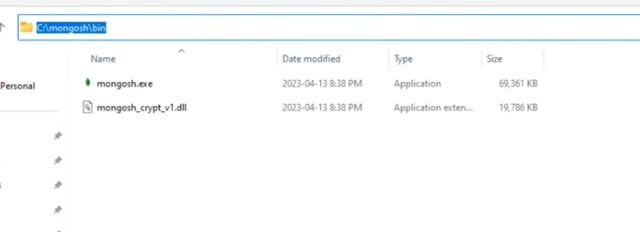 C:\mongosh\bin
Name Date modified Type Size
Personal
mongosh.exe 2023-04-13 8:38 PM Application 69,361 KB
mongosh_crypt_v1.dll 2023-04-13 8:38 PM Application exten... 19,786 KB